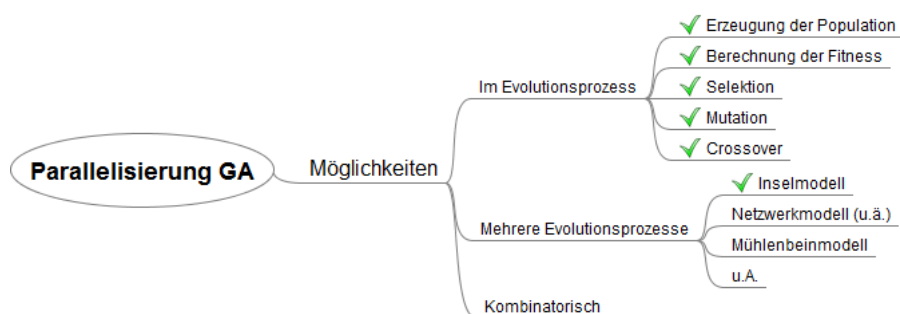 Parallelisierung GA
Möglichkeiten
Im Evolutionsprozess
Erzeugung der Population
Berechnung der Fitness
Selektion
Mutation
Crossover
Mehrere Evolutionsprozesse
Inselmodell
Netzwerkmodell (u.ä.)
Mühlenbeinmodell
u.A.
Kombinatorisch